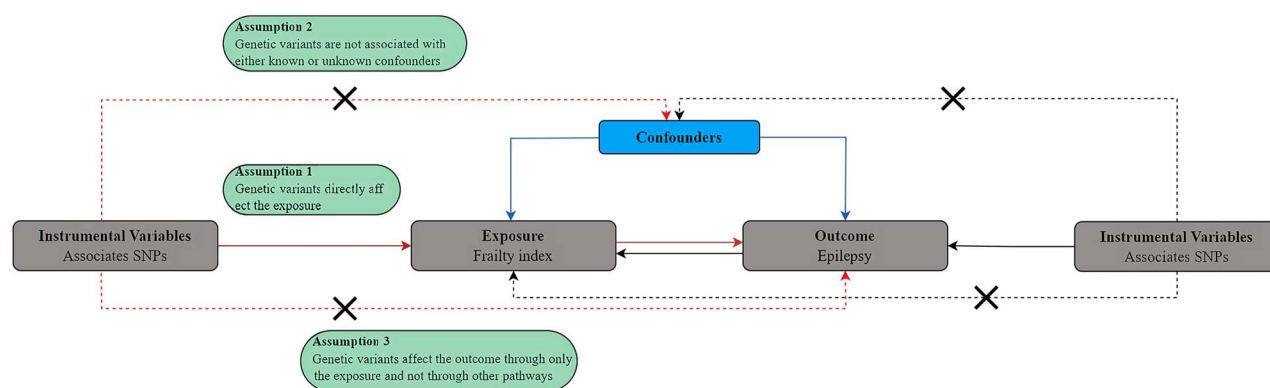 Assumption 2
Genetic variants are not associated with
either known or unknown confounders
Confounders
Assumption 1
Genetic variants directly aff
ect the exposure
Instrumental Variables
Associates SNPs
Exposure
Frailty index
Outcome
Epilepsy
Instrumental Variables
Associates SNPs
Assumption 3
Genetic variants affect the outcome through only
the exposure and not through other pathways